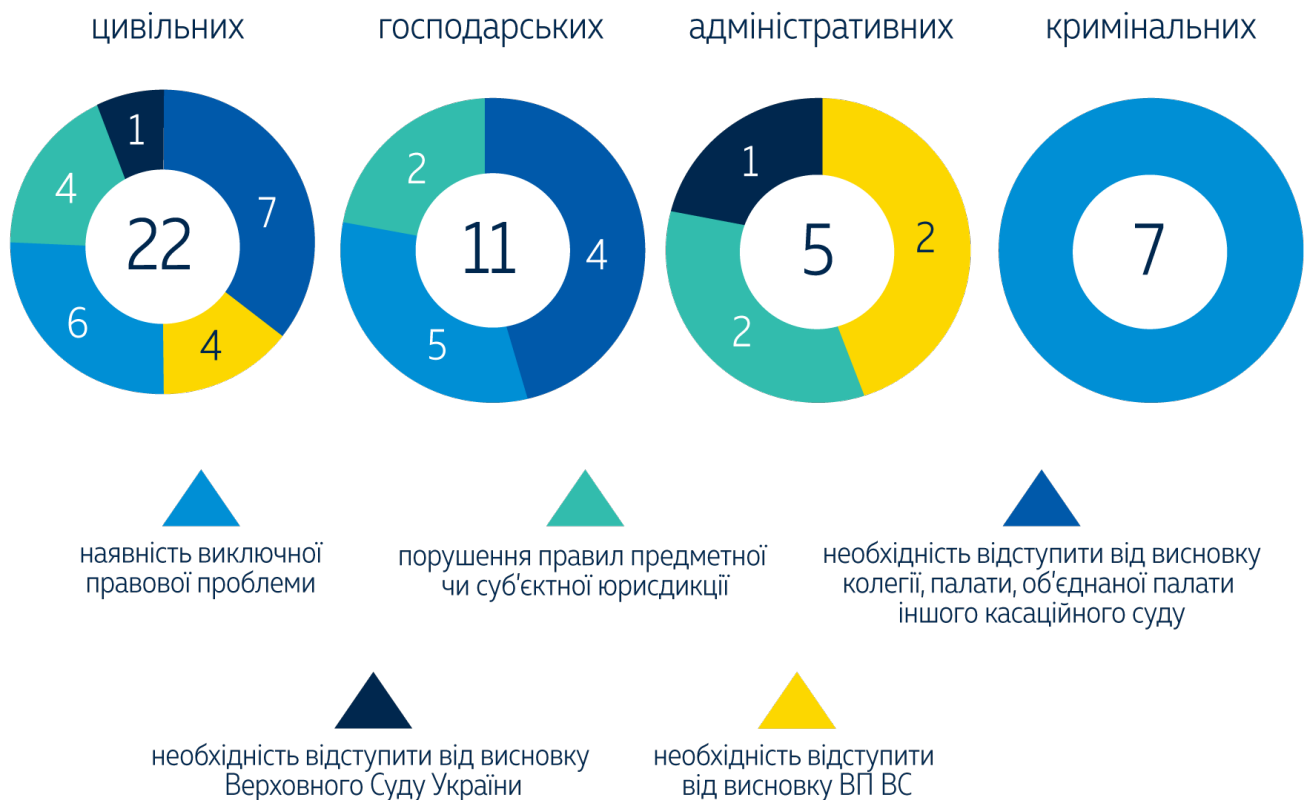 цивільних
господарських
адміністративних
кримінальних
1
4
7
22
6
4
2
4
11
5
1
2
5
2
7
наявність виключної
правової проблеми
порушення правил предметної
чи суб’єктної юрисдикції
необхідність відступити від висновку
колегії, палати, об’єднаної палати
іншого касаційного суду
необхідність відступити від висновку
Верховного Суду України
необхідність відступити
від висновку ВП ВС